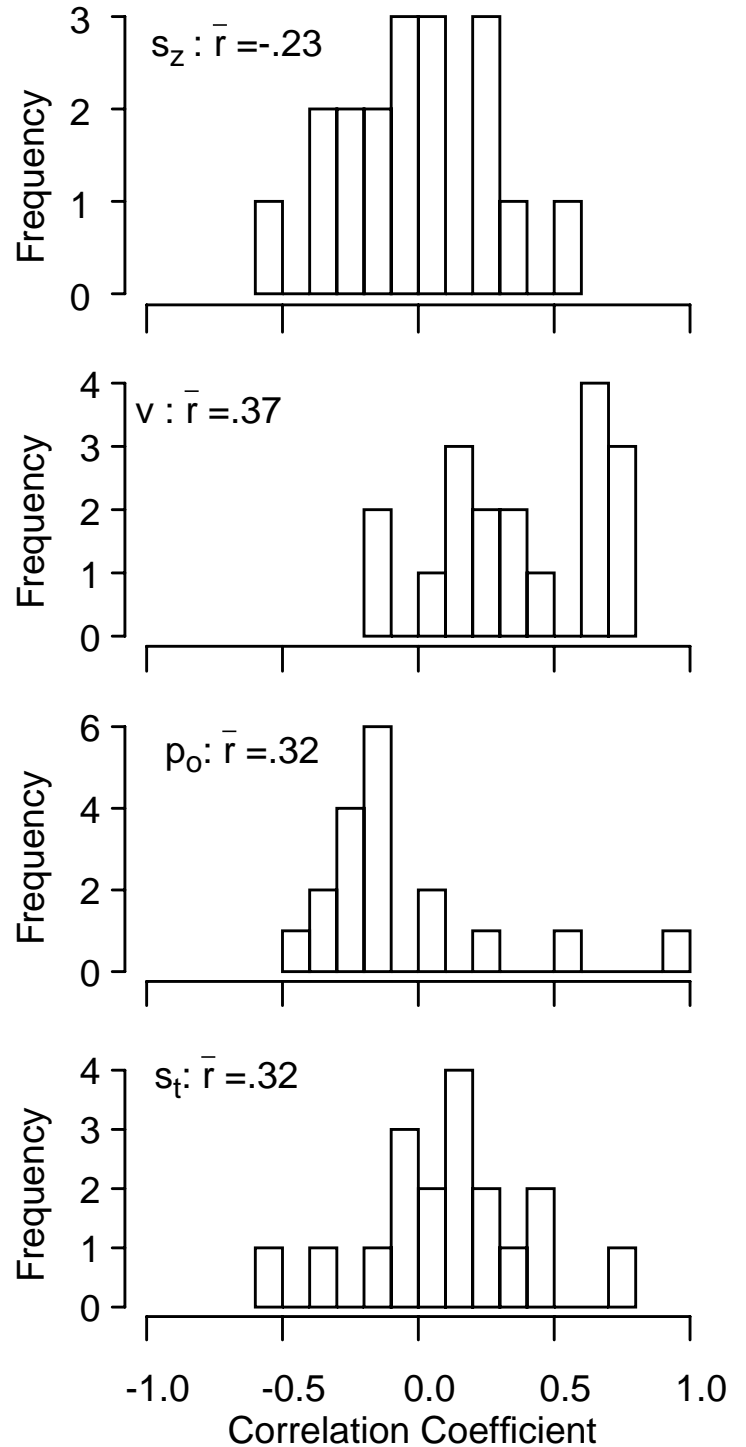 s_z : r̄ =-.23
Frequency
3
2
1
0
v : r̄ =.37
Frequency
4
3
2
1
0
p_o: r̄ =.32
Frequency
6
4
2
0
s_t: r̄ =.32
Frequency
4
3
2
1
0
-1.0 -0.5 0.0 0.5 1.0
Correlation Coefficient